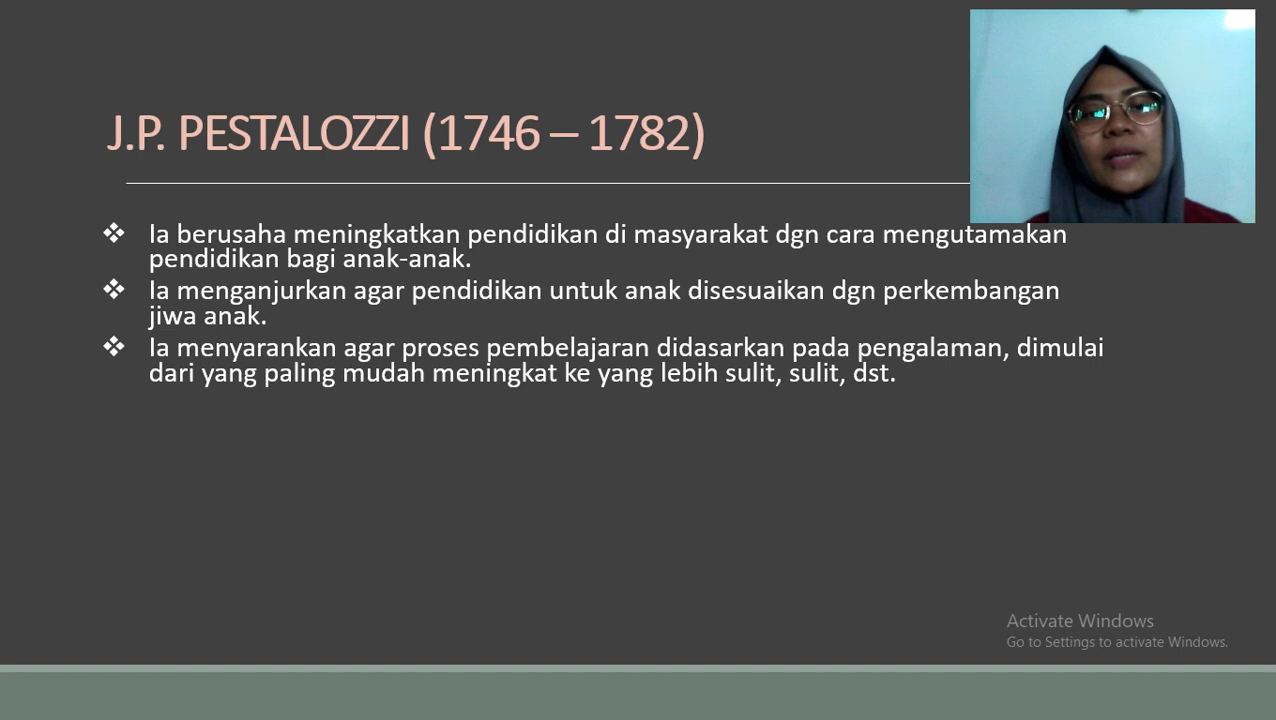 J.P. PESTALOZZI (1746 – 1782)
❖ Ia berusaha meningkatkan pendidikan di masyarakat dgn cara mengutamakan
pendidikan bagi anak-anak.
❖ Ia menganjurkan agar pendidikan untuk anak disesuaikan dgn perkembangan
jiwa anak.
❖ Ia menyarankan agar proses pembelajaran didasarkan pada pengalaman, dimulai
dari yang paling mudah meningkat ke yang lebih sulit, sulit, dst.
Activate Windows
Go to Settings to activate Windows.